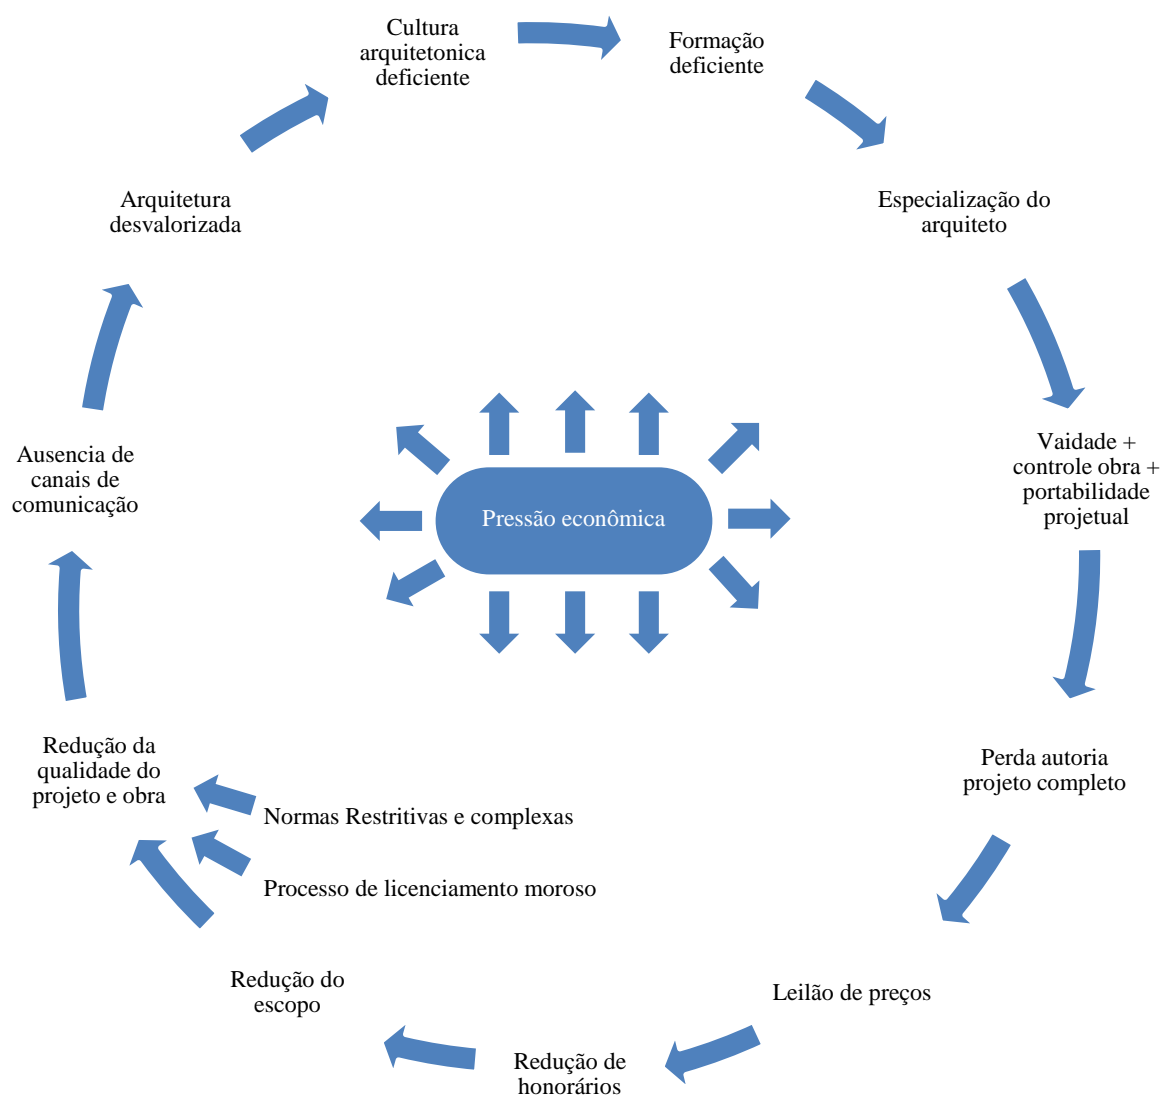 Cultura
arquitetonica
deficiente
Formação
deficiente
Especialização do
arquiteto
Vaidade +
controle obra +
portabilidade
projetual
Perda autoria
projeto completo
Leilão de preços
Redução de
honorários
Redução do
escopo
Redução da
qualidade do
projeto e obra
Normas Restritivas e complexas
Processo de licenciamento moroso
Ausencia de
canais de
comunicação
Arquitetura
desvalorizada
Pressão econômica